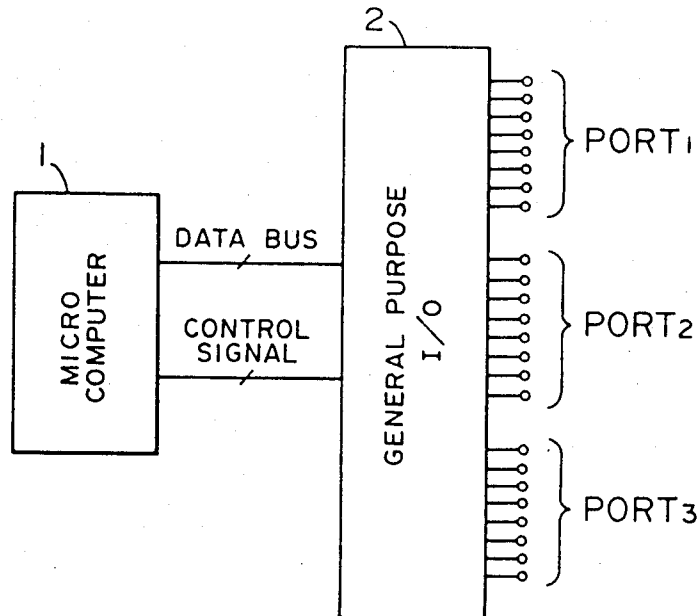 1
MICRO
COMPUTER
DATA BUS
CONTROL
SIGNAL
2
GENERAL PURPOSE
I/O
PORT1
PORT2
PORT3